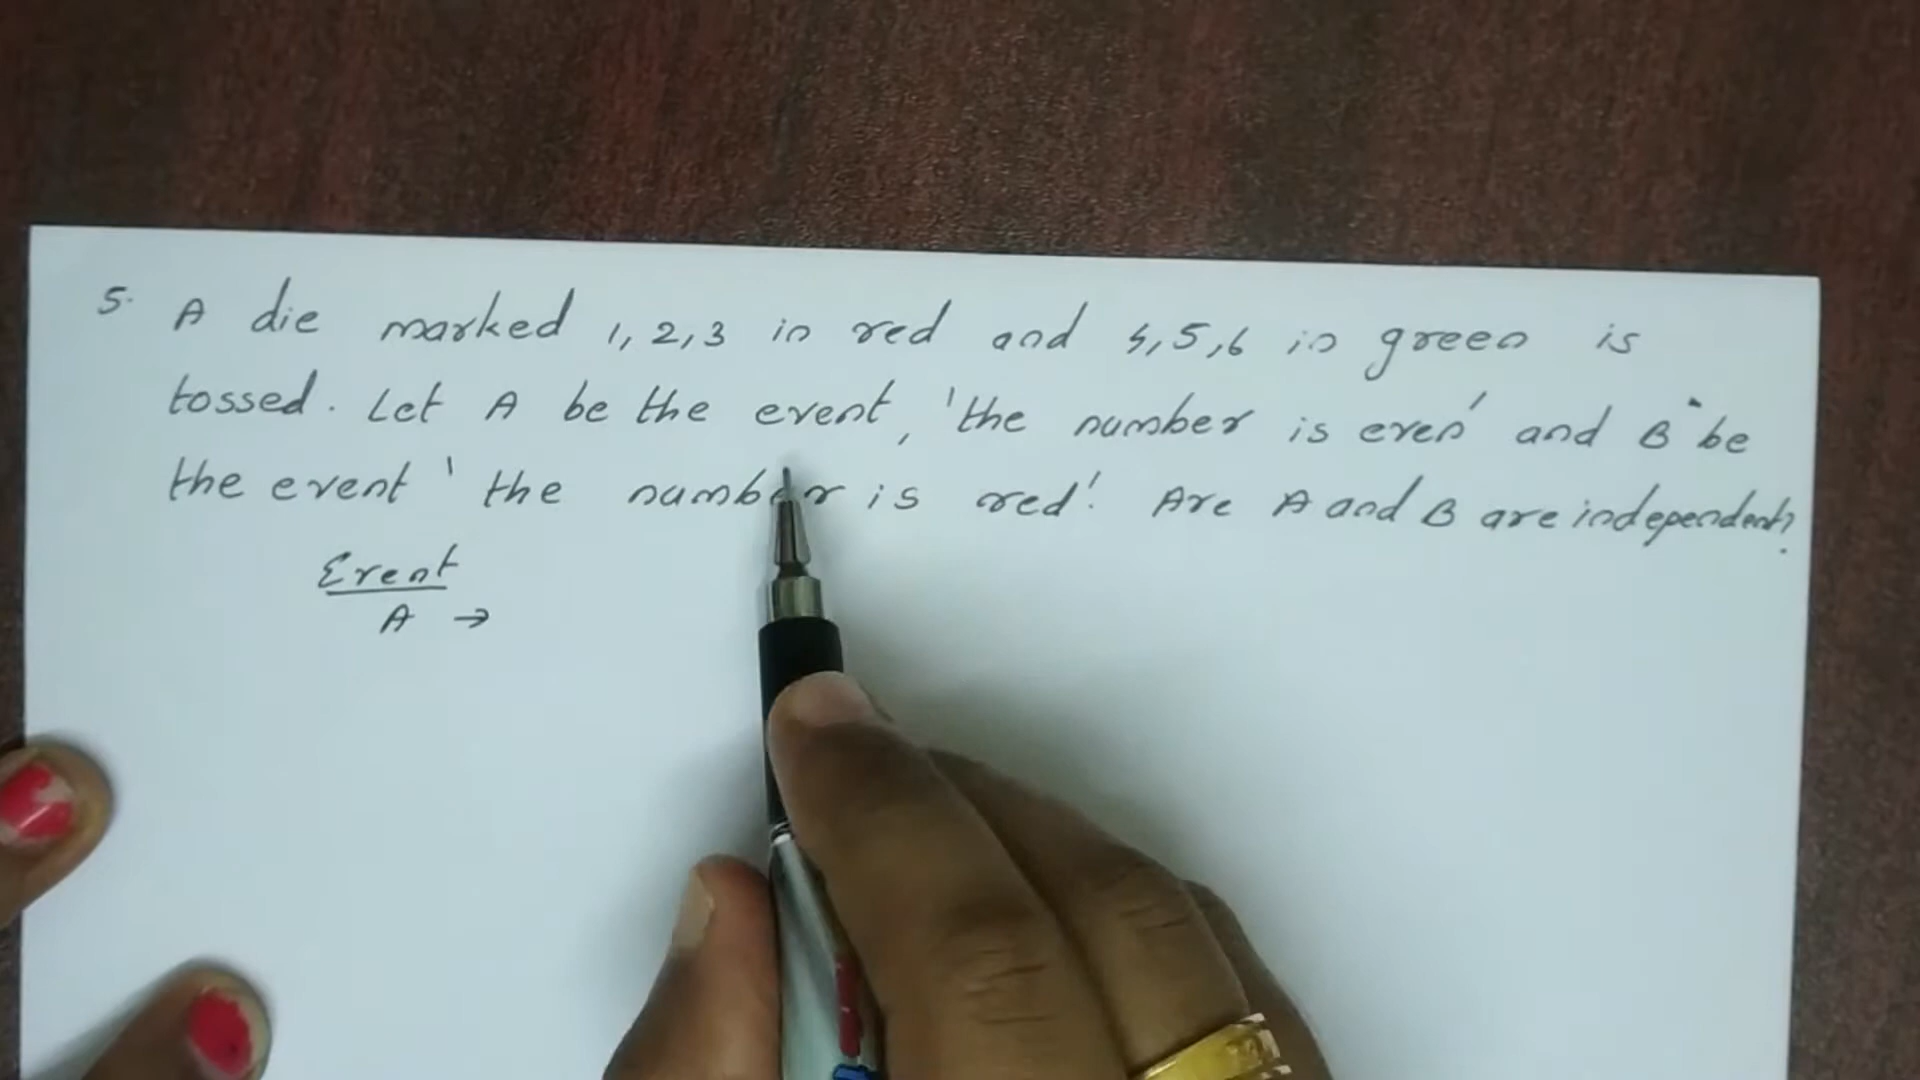 5. A die marked 1, 2, 3 in red and 4, 5, 6 in green is
tossed. Let A be the event, 'the number is even' and B be
the event 'the number is red'. Are A and B are independent?
Event
A →